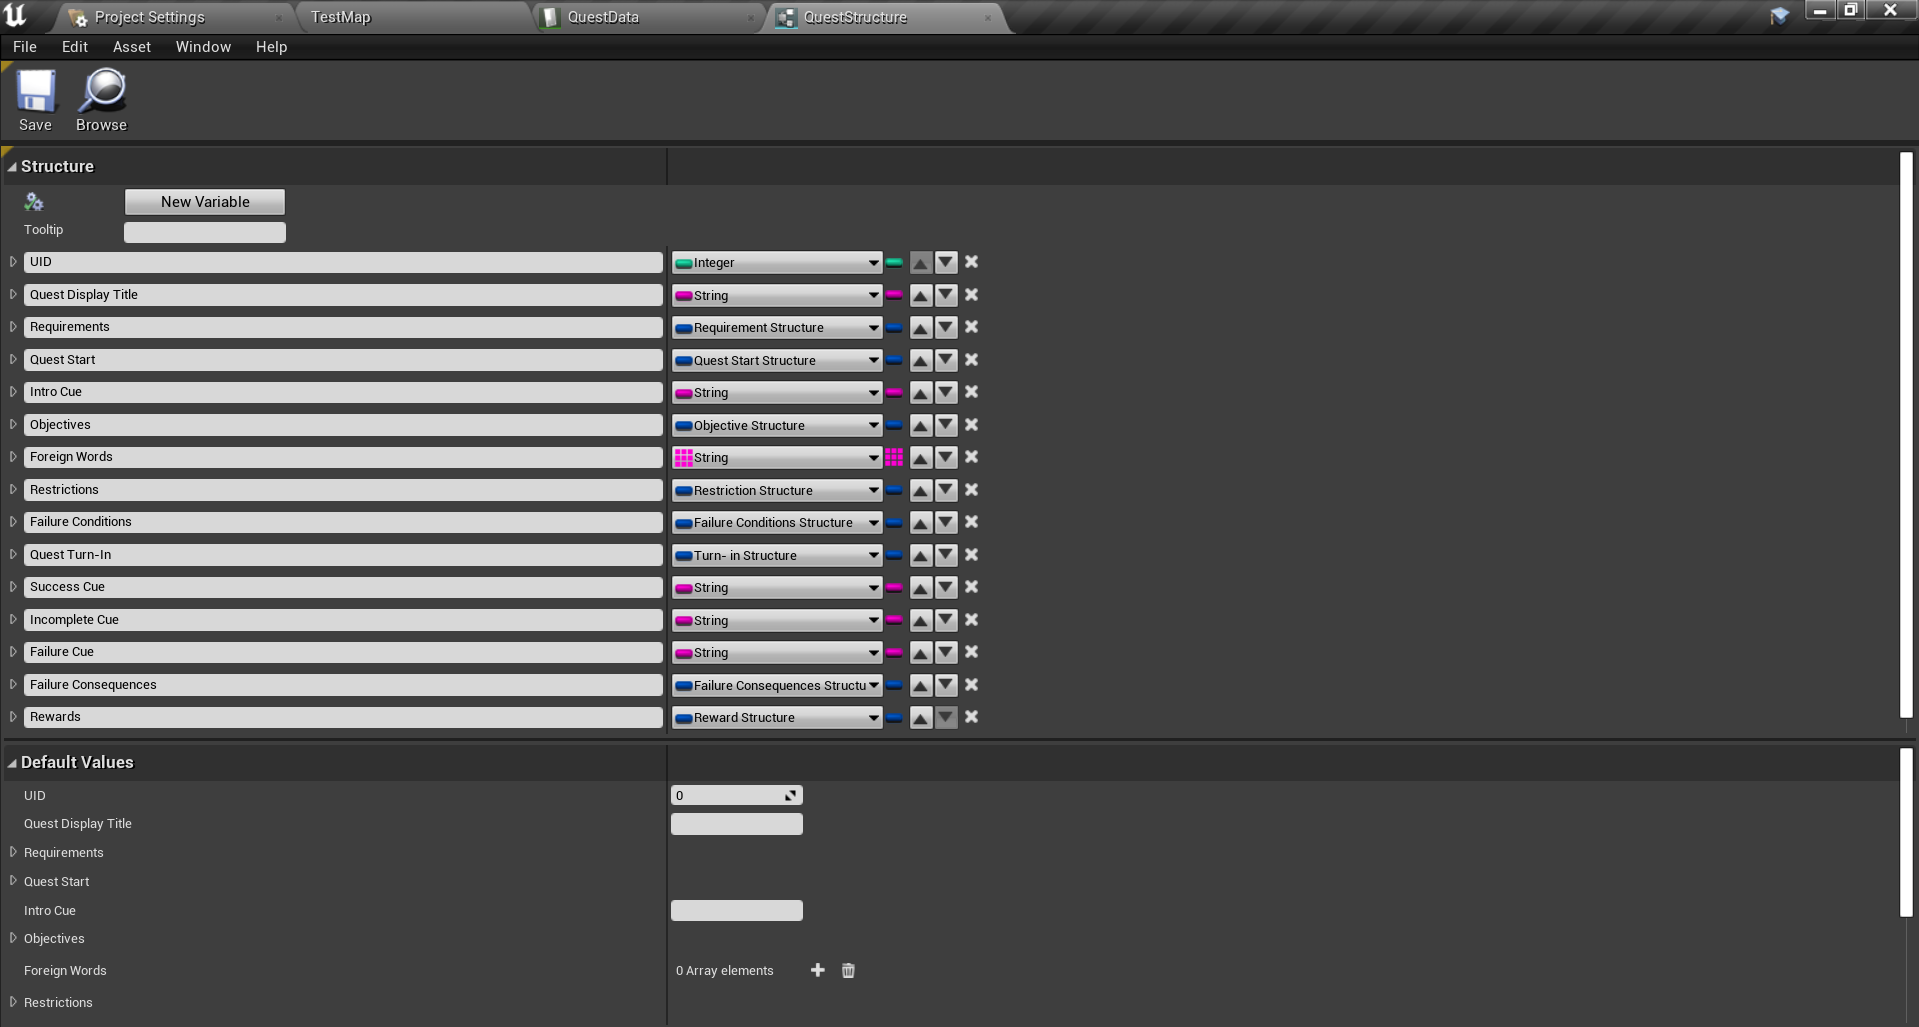 Project Settings
TestMap
QuestData
QuestStructure
File Edit Asset Window Help
Save Browse
Structure
New Variable
Tooltip
UID Integer
Quest Display Title String
Requirements Requirement Structure
Quest Start Quest Start Structure
Intro Cue String
Objectives Objective Structure
Foreign Words String
Restrictions Restriction Structure
Failure Conditions Failure Conditions Structure
Quest Turn-In Turn- in Structure
Success Cue String
Incomplete Cue String
Failure Cue String
Failure Consequences Failure Consequences Structu
Rewards Reward Structure
Default Values
UID 0
Quest Display Title
Requirements
Quest Start
Intro Cue
Objectives
Foreign Words 0 Array elements
Restrictions